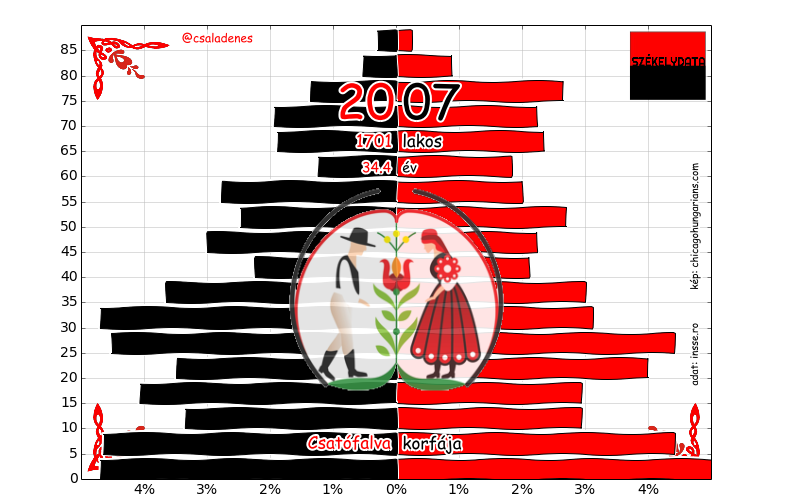 @csaladenes
SZÉKELYDATA
2007
1701 lakos
34.4 év
kép: chicagohungarians.com
adat: insse.ro
Csatófalva korfája
85
80
75
70
65
60
55
50
45
40
35
30
25
20
15
10
5
0
4% 3% 2% 1% 0% 1% 2% 3% 4%